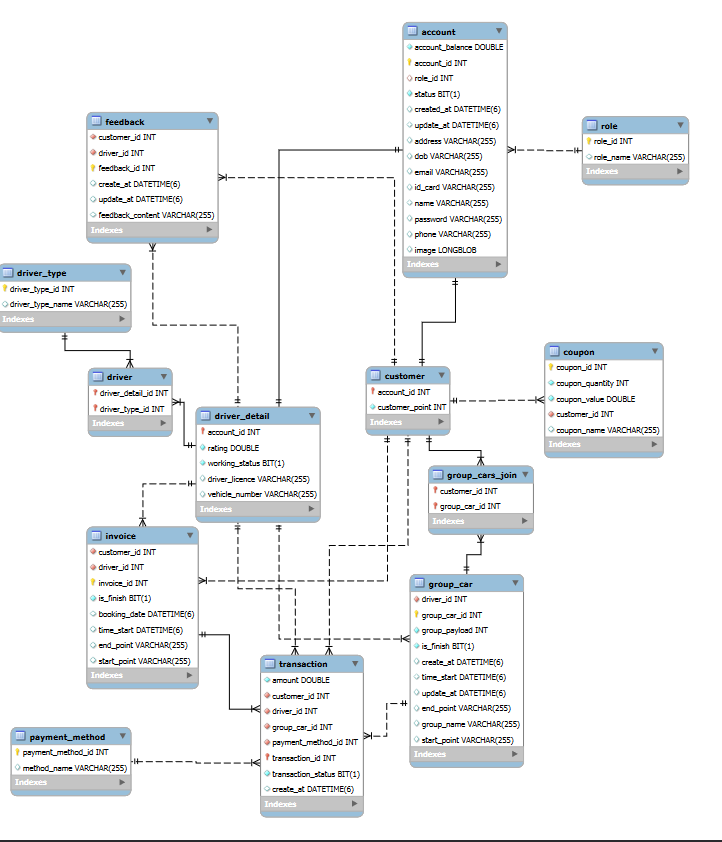 account
account_balance DOUBLE
account_id INT
role_id INT
status BIT(1)
created_at DATETIME(6)
update_at DATETIME(6)
address VARCHAR(255)
dob VARCHAR(255)
email VARCHAR(255)
id_card VARCHAR(255)
name VARCHAR(255)
password VARCHAR(255)
phone VARCHAR(255)
image LONGBLOB
Indexes
role
role_id INT
role_name VARCHAR(255)
Indexes
feedback
customer_id INT
driver_id INT
feedback_id INT
create_at DATETIME(6)
update_at DATETIME(6)
feedback_content VARCHAR(255)
Indexes
driver_type
driver_type_id INT
driver_type_name VARCHAR(255)
Indexes
driver
driver_detail_id INT
driver_type_id INT
Indexes
driver_detail
account_id INT
rating DOUBLE
working_status BIT(1)
driver_licence VARCHAR(255)
vehicle_number VARCHAR(255)
Indexes
customer
account_id INT
customer_point INT
Indexes
coupon
coupon_id INT
coupon_quantity INT
coupon_value DOUBLE
customer_id INT
coupon_name VARCHAR(255)
Indexes
group_cars_join
customer_id INT
group_car_id INT
Indexes
invoice
customer_id INT
driver_id INT
invoice_id INT
is_finish BIT(1)
booking_date DATETIME(6)
time_start DATETIME(6)
end_point VARCHAR(255)
start_point VARCHAR(255)
Indexes
group_car
driver_id INT
group_car_id INT
group_payload INT
is_finish BIT(1)
create_at DATETIME(6)
time_start DATETIME(6)
update_at DATETIME(6)
end_point VARCHAR(255)
group_name VARCHAR(255)
start_point VARCHAR(255)
Indexes
transaction
amount DOUBLE
customer_id INT
driver_id INT
group_car_id INT
payment_method_id INT
transaction_id INT
transaction_status BIT(1)
create_at DATETIME(6)
Indexes
payment_method
payment_method_id INT
method_name VARCHAR(255)
Indexes